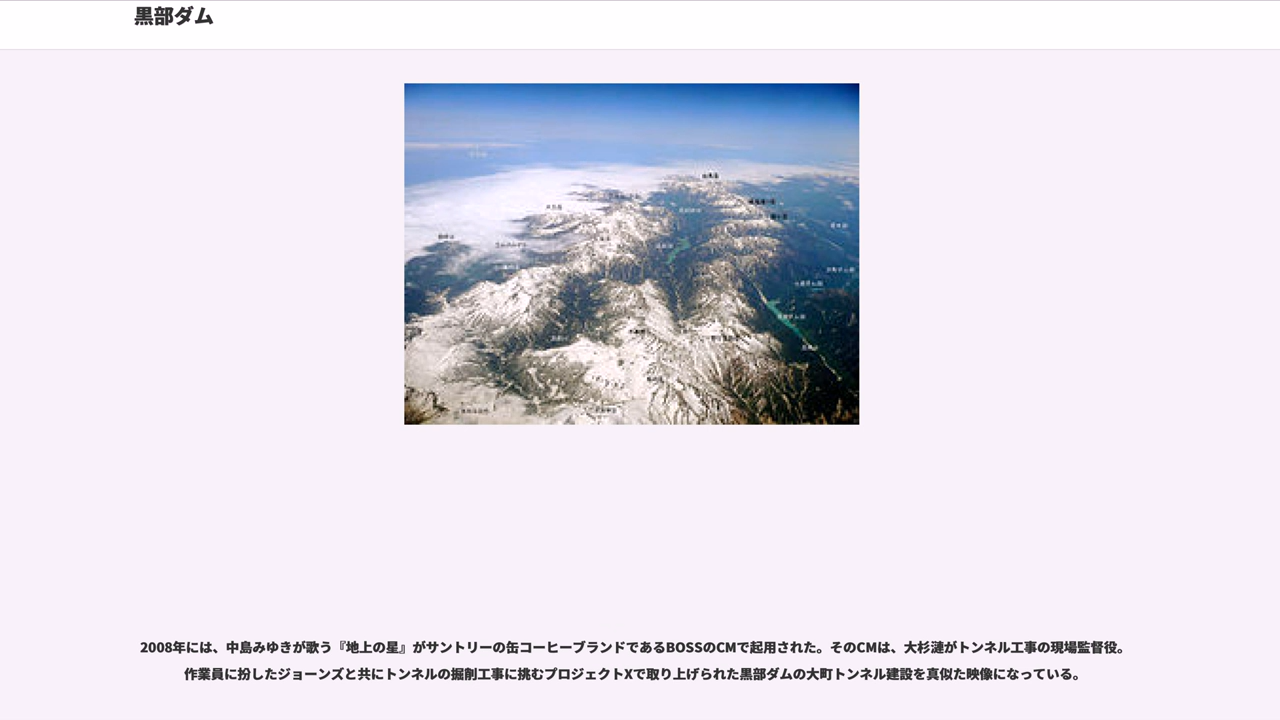 黒部ダム
2008年には、中島みゆきが歌う『地上の星』がサントリーの缶コーヒーブランドであるBOSSのCMで起用された。そのCMは、大杉漣がトンネル工事の現場監督役。
作業員に扮したジョーンズと共にトンネルの掘削工事に挑むプロジェクトXで取り上げられた黒部ダムの大町トンネル建設を真似た映像になっている。